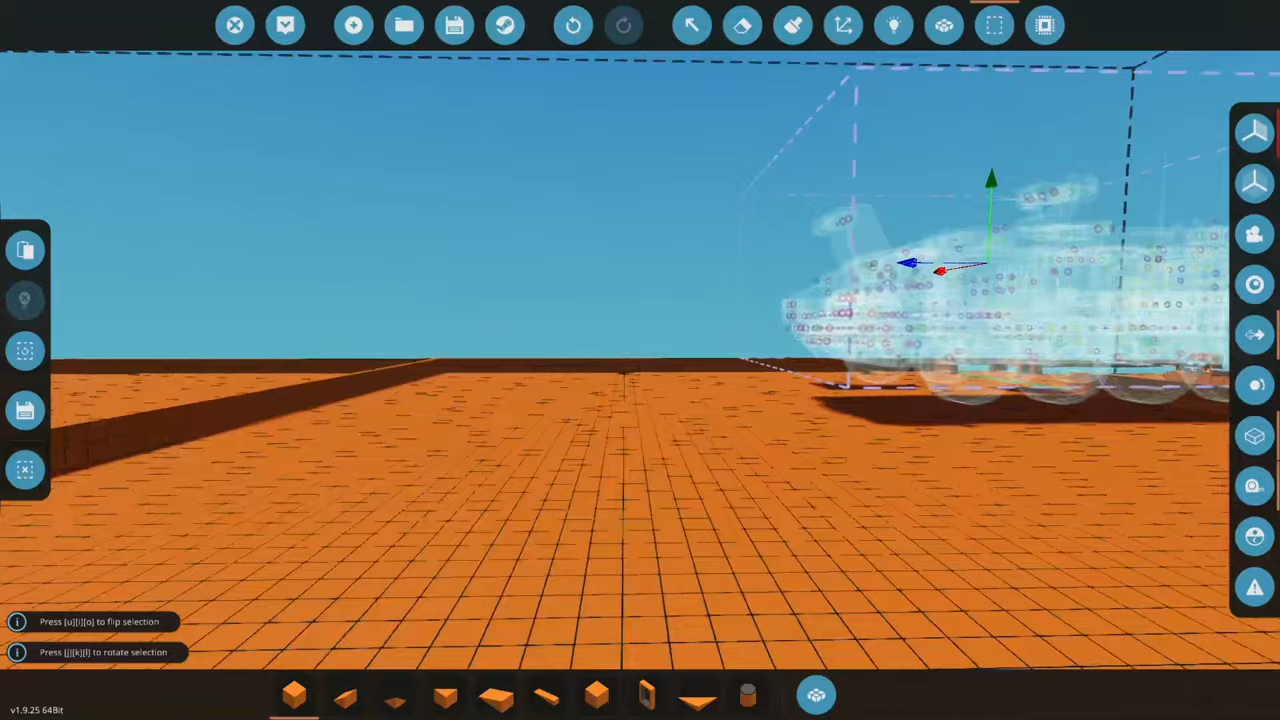 Press [u][i][o] to flip selection
Press [j][k][l] to rotate selection
v1.9.25 64Bit